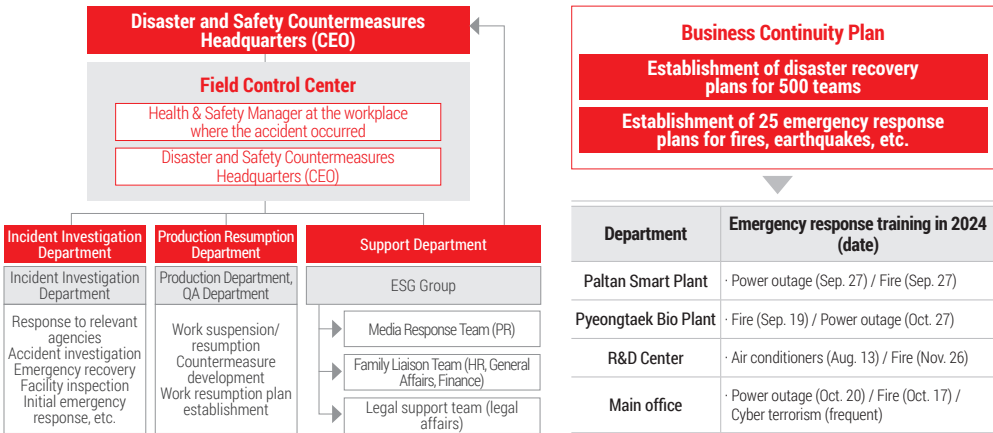 Disaster and Safety Countermeasures
Headquarters (CEO)
Field Control Center
Health & Safety Manager at the workplace
where the accident occurred
Disaster and Safety Countermeasures
Headquarters (CEO)
Incident Investigation
Department
Incident Investigation
Department
Response to relevant
agencies
Accident investigation
Emergency recovery
Facility inspection
Initial emergency
response, etc.
Production Resumption
Department
Production Department,
QA Department
Work suspension/
resumption
Countermeasure
development
Work resumption plan
establishment
Support Department
ESG Group
Media Response Team (PR)
Family Liaison Team (HR, General
Affairs, Finance)
Legal support team (legal
affairs)
Business Continuity Plan
Establishment of disaster recovery
plans for 500 teams
Establishment of 25 emergency response
plans for fires, earthquakes, etc.
Department
Emergency response training in 2024
(date)
Paltan Smart Plant
· Power outage (Sep. 27) / Fire (Sep. 27)
Pyeongtaek Bio Plant
· Fire (Sep. 19) / Power outage (Oct. 27)
R&D Center
· Air conditioners (Aug. 13) / Fire (Nov. 26)
Main office
· Power outage (Oct. 20) / Fire (Oct. 17) /
Cyber terrorism (frequent)